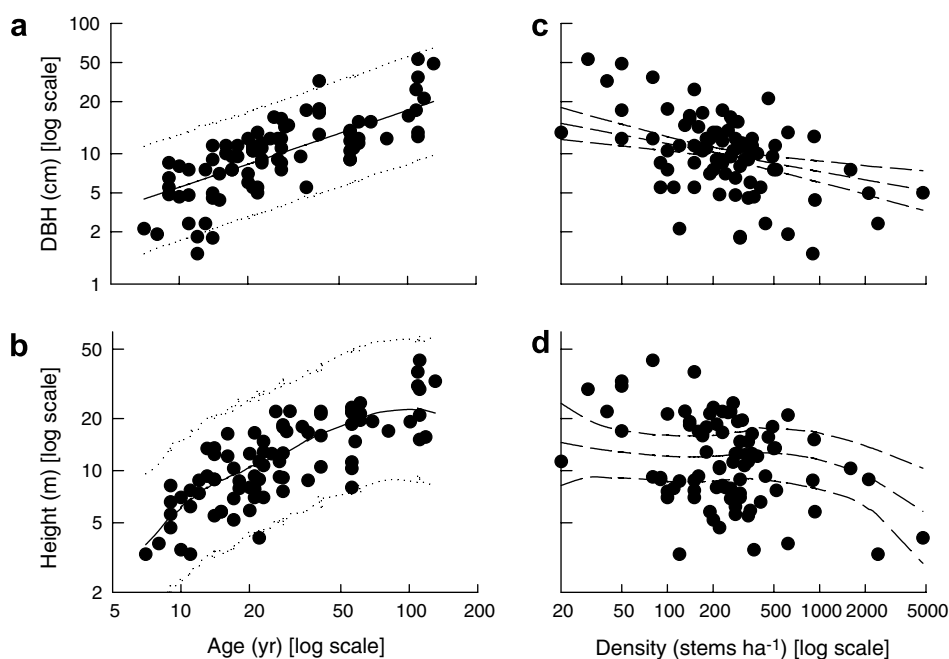 a
100
50
20
10
5
2
1
DBH (cm) [log scale]
c
b
50
20
10
5
2
Height (m) [log scale]
5 10 20 50 100 200
Age (yr) [log scale]
d
20 50 100 200 500 1000 2000 5000
Density (stems ha⁻¹) [log scale]